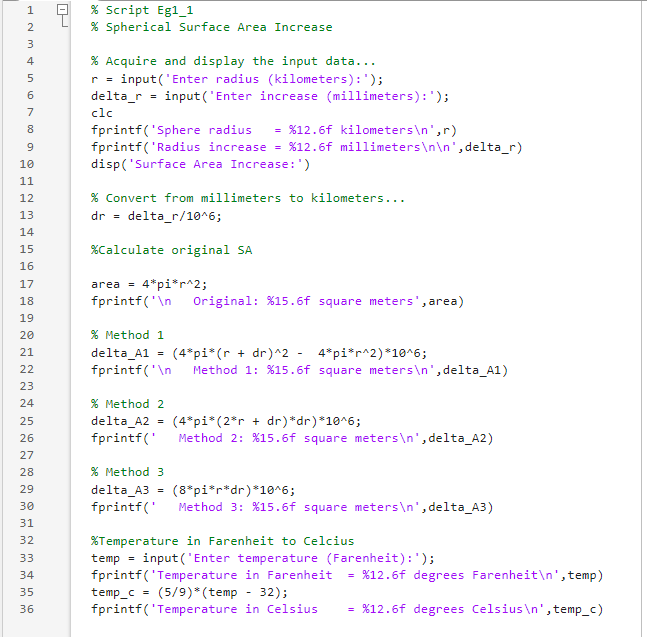 1 % Script Eg1_1
2 % Spherical Surface Area Increase
3
4 % Acquire and display the input data...
5 r = input('Enter radius (kilometers):');
6 delta_r = input('Enter increase (millimeters):');
7 clc
8 fprintf('Sphere radius   = %12.6f kilometers\n',r)
9 fprintf('Radius increase = %12.6f millimeters\n\n',delta_r)
10 disp('Surface Area Increase:')
11
12 % Convert from millimeters to kilometers...
13 dr = delta_r/10^6;
14
15 %Calculate original SA
16
17 area = 4*pi*r^2;
18 fprintf('\n   Original: %15.6f square meters',area)
19
20 % Method 1
21 delta_A1 = (4*pi*(r + dr)^2 -  4*pi*r^2)*10^6;
22 fprintf('\n   Method 1: %15.6f square meters\n',delta_A1)
23
24 % Method 2
25 delta_A2 = (4*pi*(2*r + dr)*dr)*10^6;
26 fprintf('   Method 2: %15.6f square meters\n',delta_A2)
27
28 % Method 3
29 delta_A3 = (8*pi*r*dr)*10^6;
30 fprintf('   Method 3: %15.6f square meters\n',delta_A3)
31
32 %Temperature in Farenheit to Celcius
33 temp = input('Enter temperature (Farenheit):');
34 fprintf('Temperature in Farenheit  = %12.6f degrees Farenheit\n',temp)
35 temp_c = (5/9)*(temp - 32);
36 fprintf('Temperature in Celsius    = %12.6f degrees Celsius\n',temp_c)